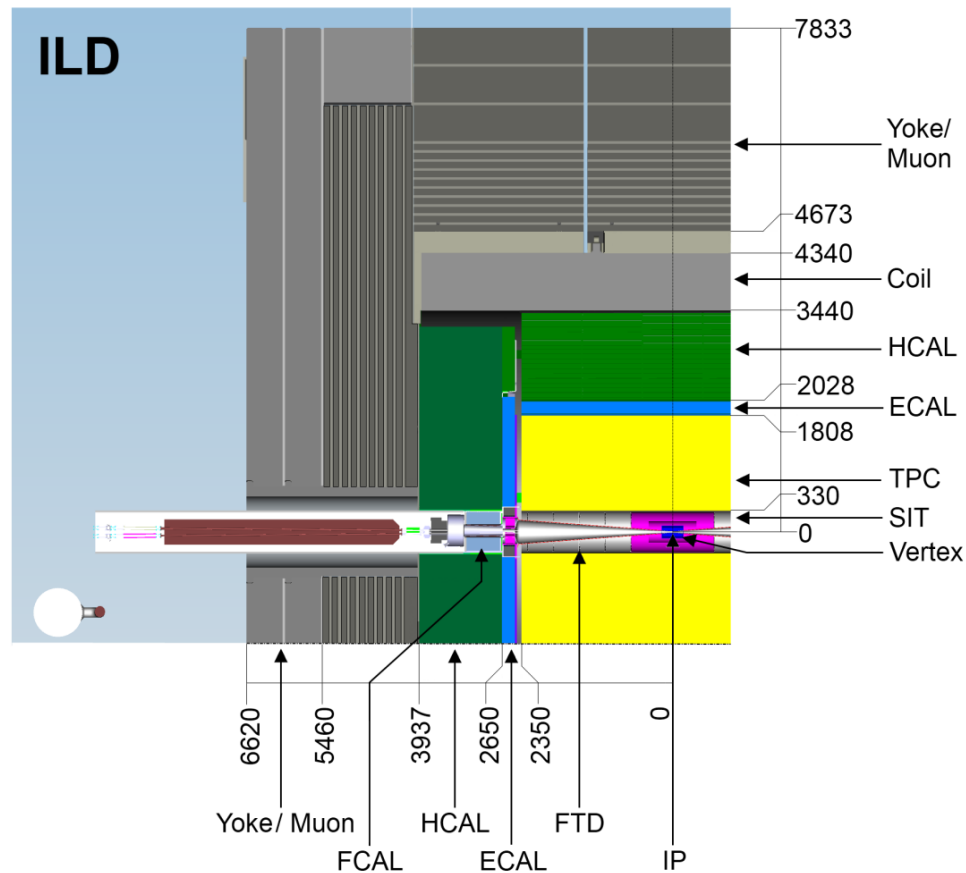 ILD
7833
Yoke/
Muon
4673
4340
Coil
3440
HCAL
2028
ECAL
1808
TPC
330
SIT
0
Vertex
6620
5460
3937
2650
2350
0
Yoke/ Muon
HCAL
FTD
FCAL
ECAL
IP